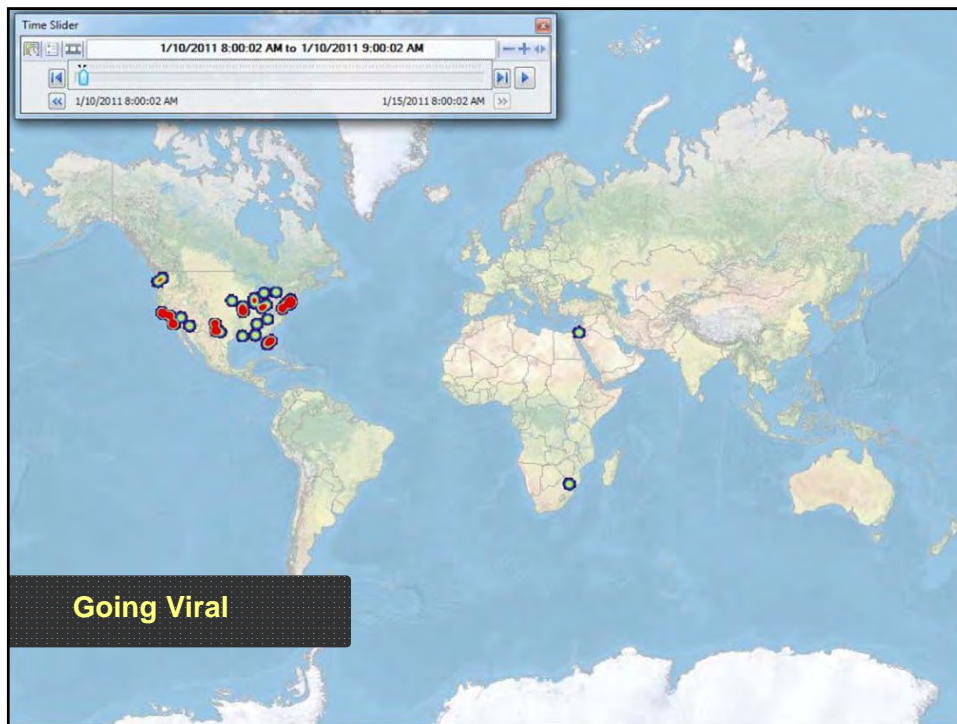 Time Slider
1/10/2011 8:00:02 AM to 1/10/2011 9:00:02 AM
1/10/2011 8:00:02 AM
1/15/2011 8:00:02 AM
Going Viral